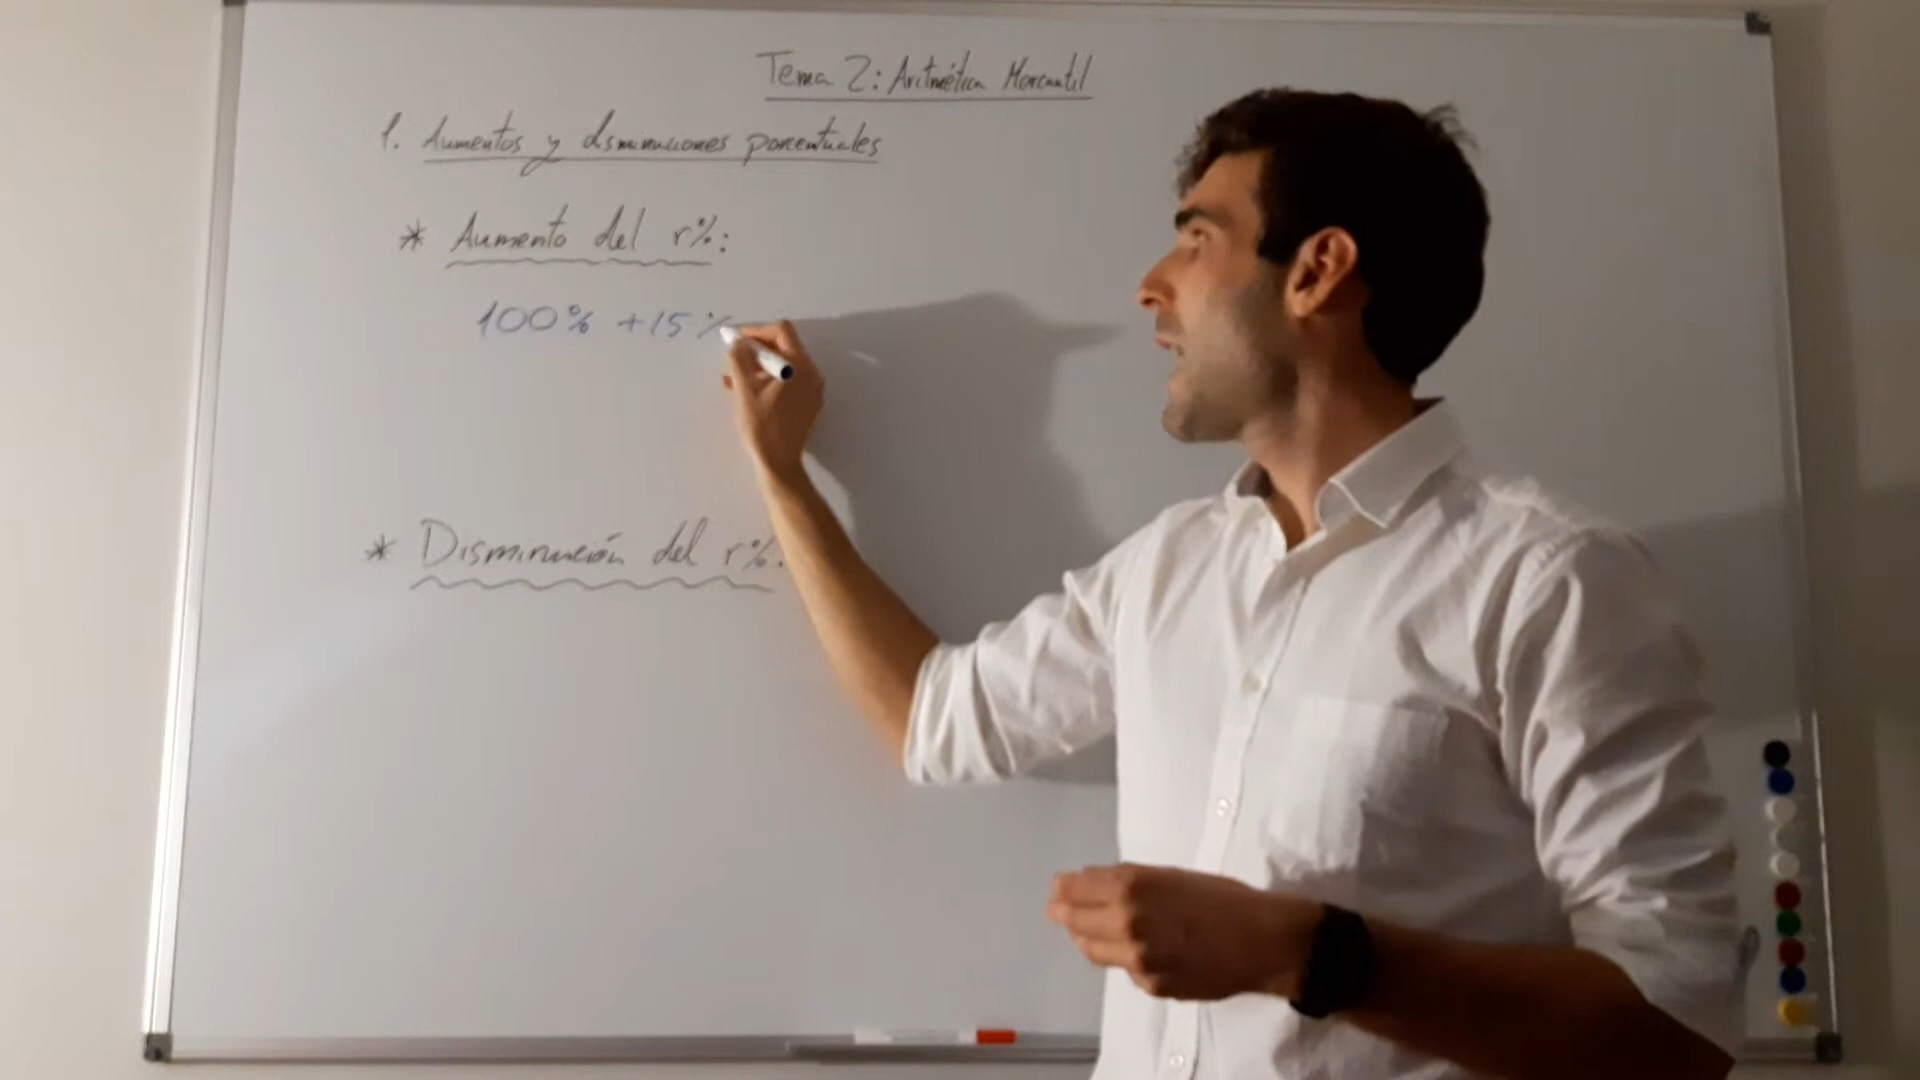 Tema 2: Aritmética Mercantil
1. Aumentos y disminuciones porcentuales
* Aumento del r%:
100% +15%
* Disminución del r%: